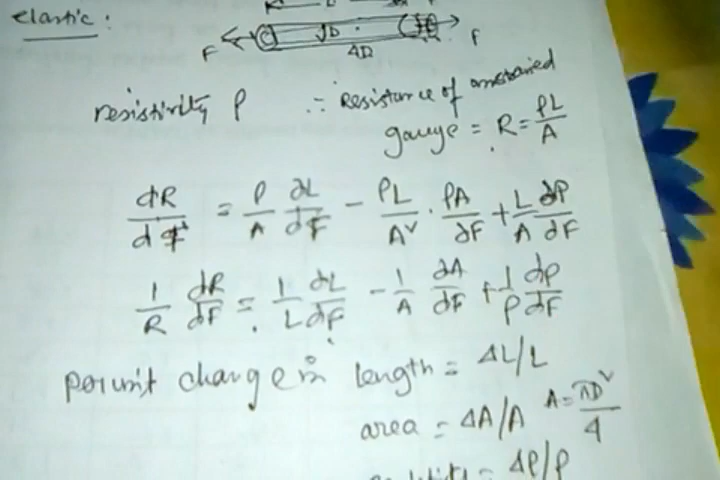 elastic :
F F
D
ΔD
resistivity ρ ∴ Resistance of
gauge = R = ρL/A
dR/dF = ρ/A ∂L/∂F − ρL/A² · ρA/∂F + L/A ∂ρ/∂F
1/R dR/dF = 1/L ∂L/∂F − 1/A ∂A/∂F + 1/ρ ∂ρ/∂F
per unit change in length = ΔL/L
area = ΔA/A A = πD²/4
= Δρ/ρ